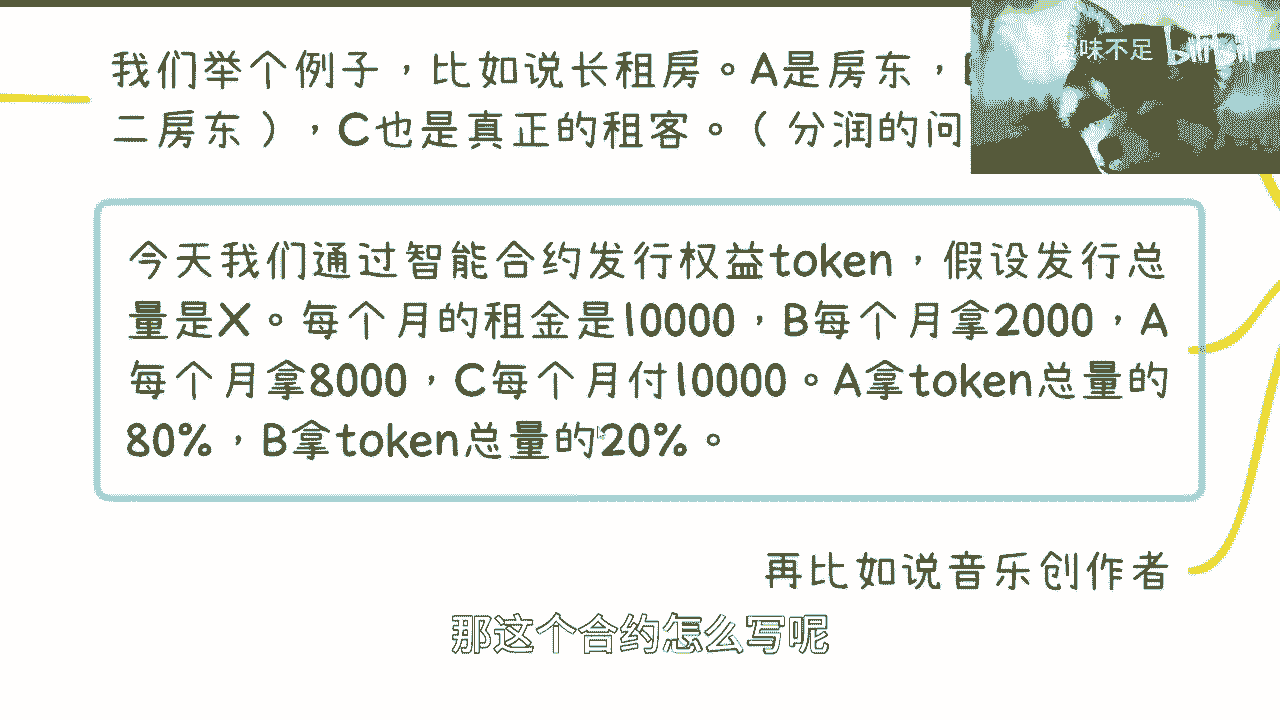 我们举个例子，比如说长租房。A是房东，
味不足 bilibili
二房东），C也是真正的租客。（分润的问
今天我们通过智能合约发行权益token，假设发行总
量是X。每个月的租金是10000，B每个月拿2000，A
每个月拿8000，C每个月付10000。A拿token总量的
80%，B拿token总量的20%。
再比如说音乐创作者
那这个合约怎么写呢